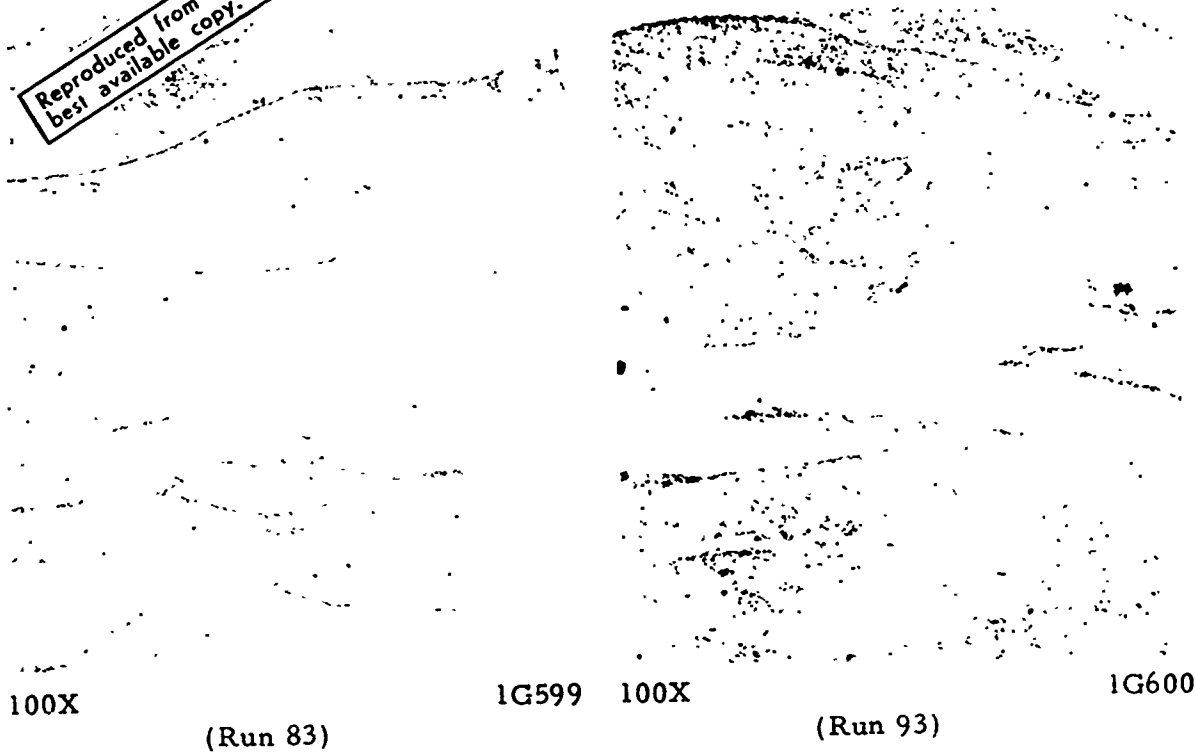 Reproduced from
best available copy.
100X
1G599
(Run 83)
100X
1G600
(Run 93)